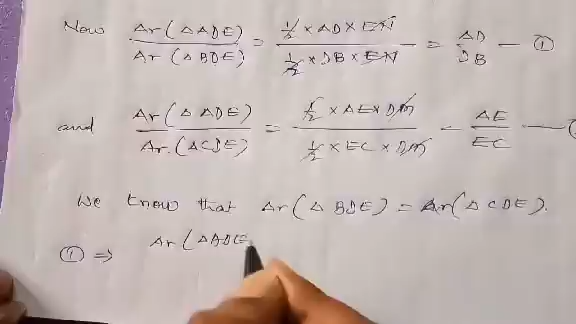 Now Ar(△ADE) / Ar(△BDE) = ½ × AD × EN / ½ × DB × EN = AD / DB — ①
and Ar(△ADE) / Ar.(△CDE) = ½ × AE × DM / ½ × EC × DM = AE / EC —
We know that Ar(△BDE) = Ar(△CDE).
① ⇒ Ar(△ADE